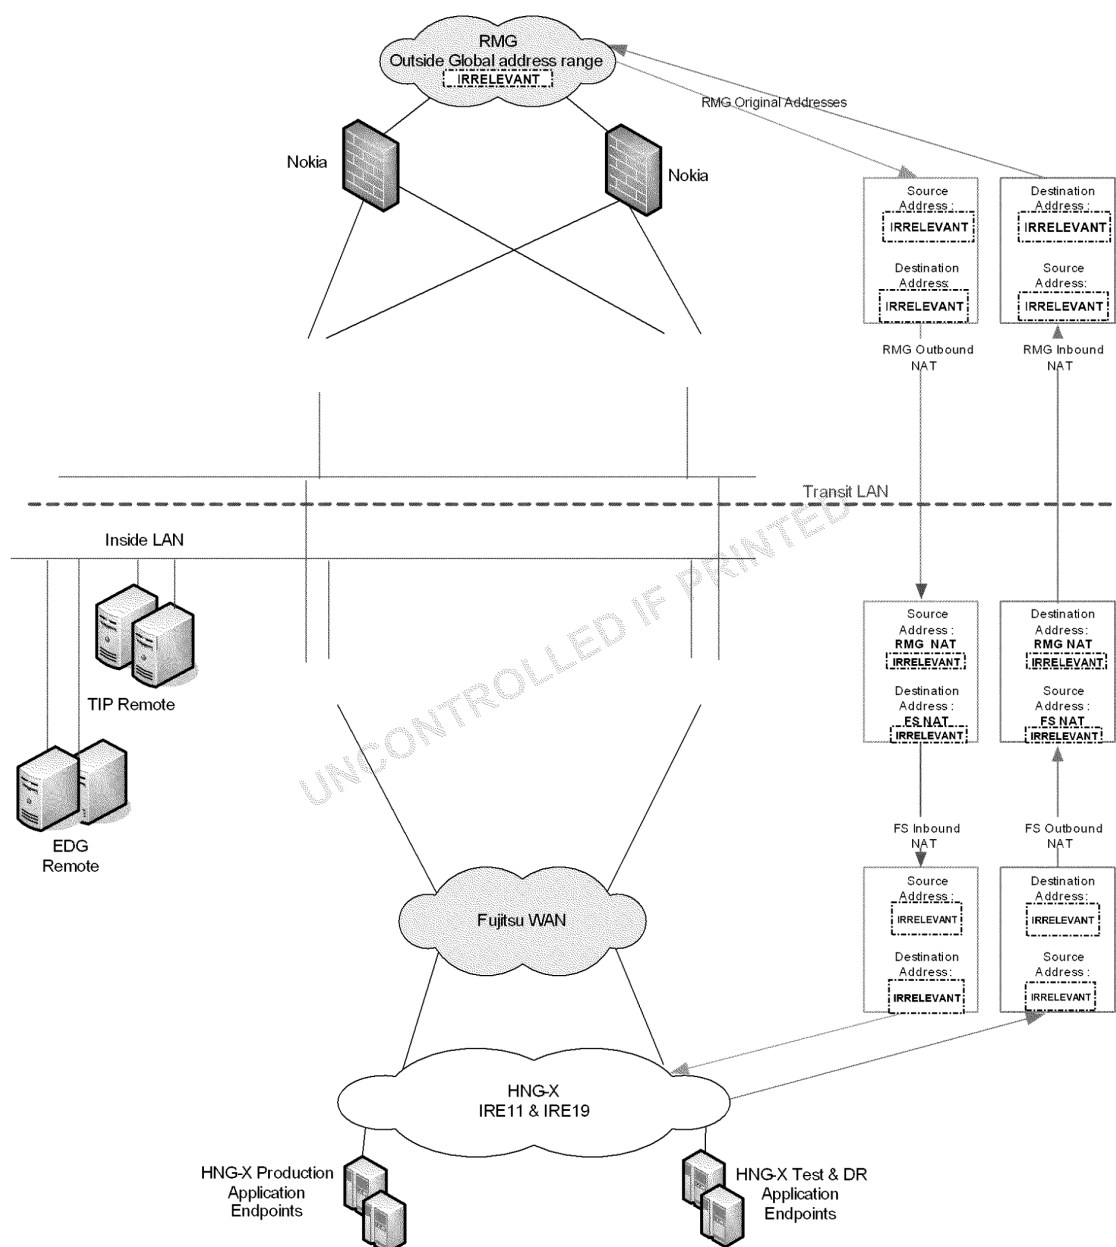 RMG
Outside Global address range
IRRELEVANT
RMG Original Addresses
Nokia
Nokia
Source
Address :
IRRELEVANT
Destination
Address:
IRRELEVANT
Destination
Address :
IRRELEVANT
Source
Address :
IRRELEVANT
RMG Outbound
NAT
RMG Inbound
NAT
Transit LAN
Inside LAN
TIP Remote
EDG
Remote
UNCONTROLLED IF PRINTED
Source
Address :
RMG NAT
IRRELEVANT
Destination
Address :
FS NAT
IRRELEVANT
Destination
Address :
RMG NAT
IRRELEVANT
Source
Address :
FS NAT
IRRELEVANT
FS Inbound
NAT
FS Outbound
NAT
Source
Address:
IRRELEVANT
Destination
Address:
IRRELEVANT
Destination
Address :
IRRELEVANT
Source
Address :
IRRELEVANT
Fujitsu WAN
HNG-X
IRE11 & IRE19
HNG-X Production
Application
Endpoints
HNG-X Test & DR
Application
Endpoints